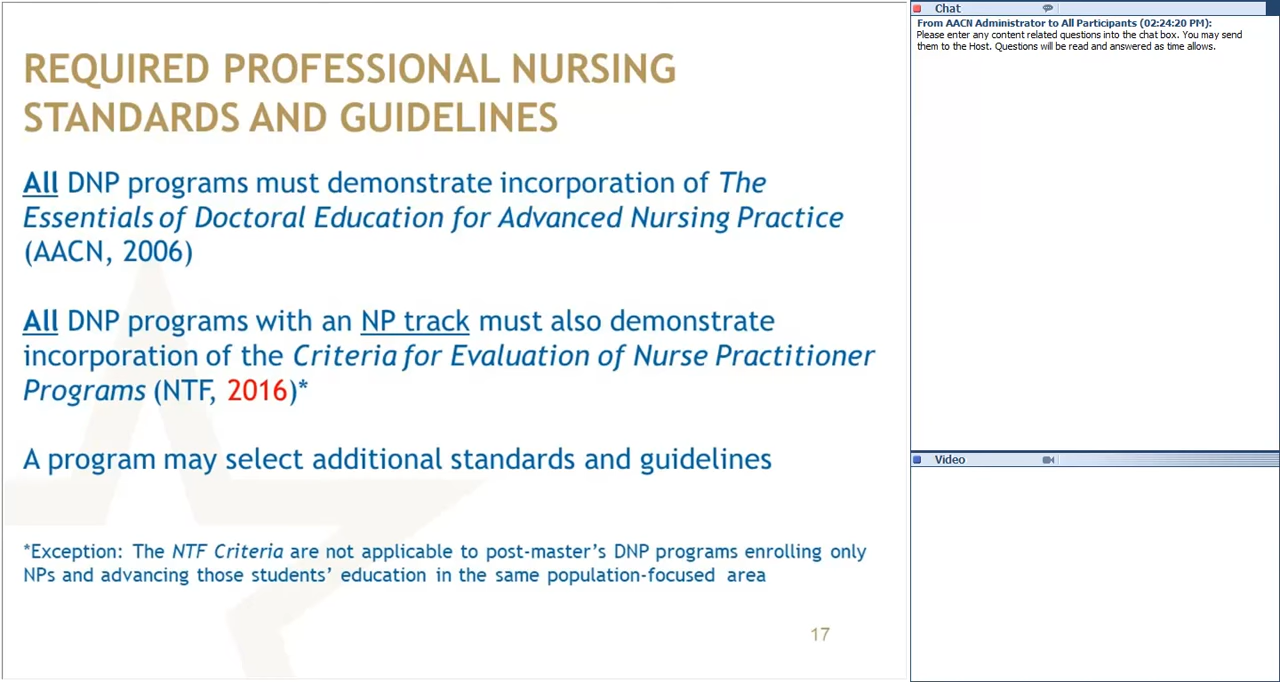 REQUIRED PROFESSIONAL NURSING
STANDARDS AND GUIDELINES
All DNP programs must demonstrate incorporation of The
Essentials of Doctoral Education for Advanced Nursing Practice
(AACN, 2006)
All DNP programs with an NP track must also demonstrate
incorporation of the Criteria for Evaluation of Nurse Practitioner
Programs (NTF, 2016)*
A program may select additional standards and guidelines
*Exception: The NTF Criteria are not applicable to post-master’s DNP programs enrolling only
NPs and advancing those students’ education in the same population-focused area
17
Chat
From AACN Administrator to All Participants (02:24:20 PM):
Please enter any content related questions into the chat box. You may send
them to the Host. Questions will be read and answered as time allows.
Video